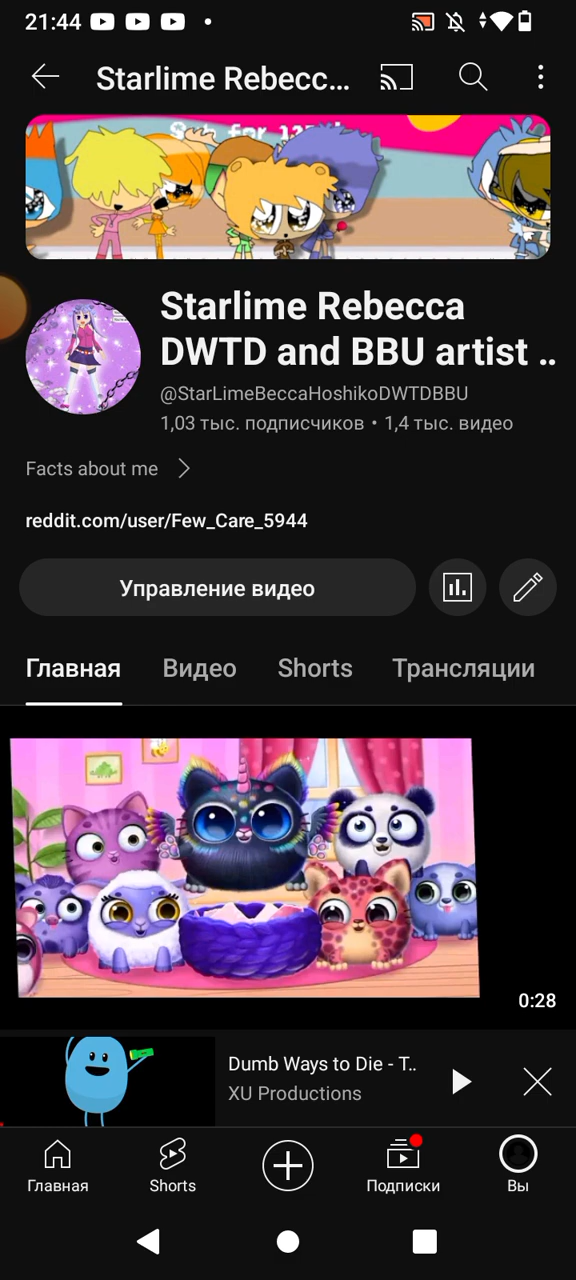 21:44
Starlime Rebecc...
for
Starlime Rebecca
DWTD and BBU artist ..
@StarLimeBeccaHoshikoDWTDBBU
1,03 тыс. подписчиков • 1,4 тыс. видео
Facts about me
reddit.com/user/Few_Care_5944
Управление видео
Главная Видео Shorts Трансляции
0:28
Dumb Ways to Die - T..
XU Productions
Главная Shorts Подписки Вы